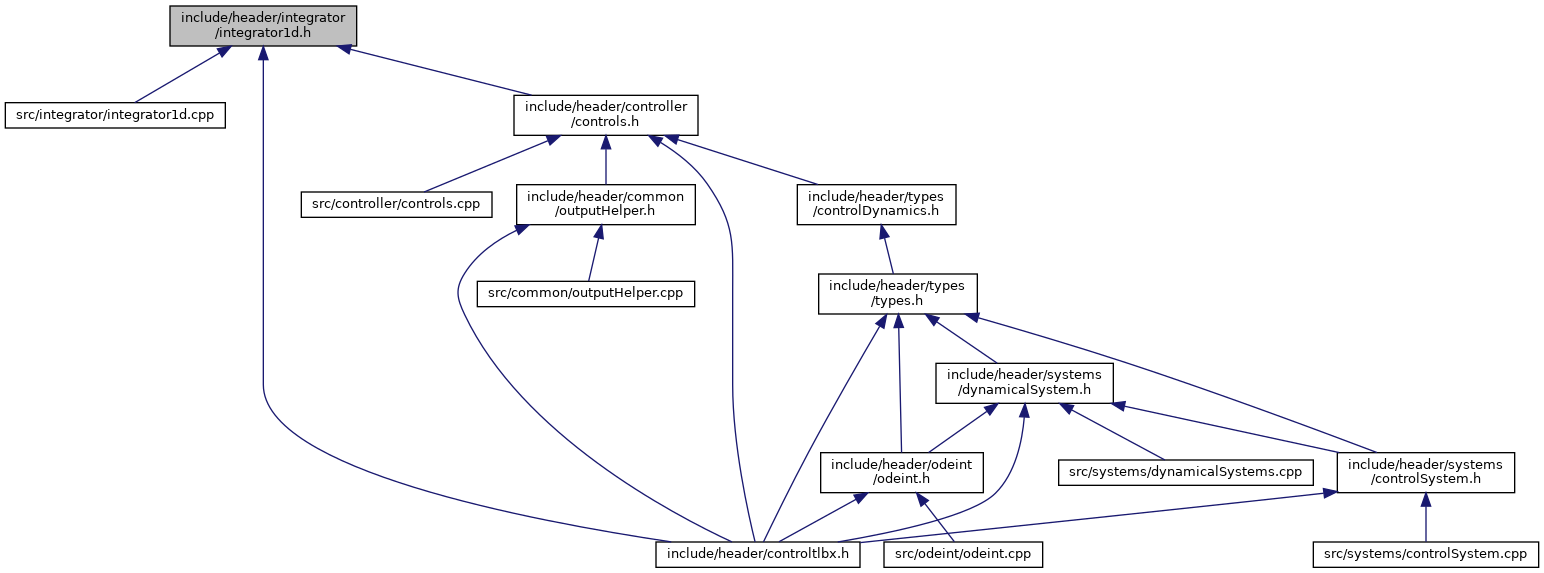 include/header/integrator
/integrator1d.h
src/integrator/integrator1d.cpp
include/header/controller
/controls.h
src/controller/controls.cpp
include/header/common
/outputHelper.h
include/header/types
/controlDynamics.h
src/common/outputHelper.cpp
include/header/types
/types.h
include/header/systems
/dynamicalSystem.h
include/header/odeint
/odeint.h
src/systems/dynamicalSystems.cpp
include/header/systems
/controlSystem.h
include/header/controltlbx.h
src/odeint/odeint.cpp
src/systems/controlSystem.cpp